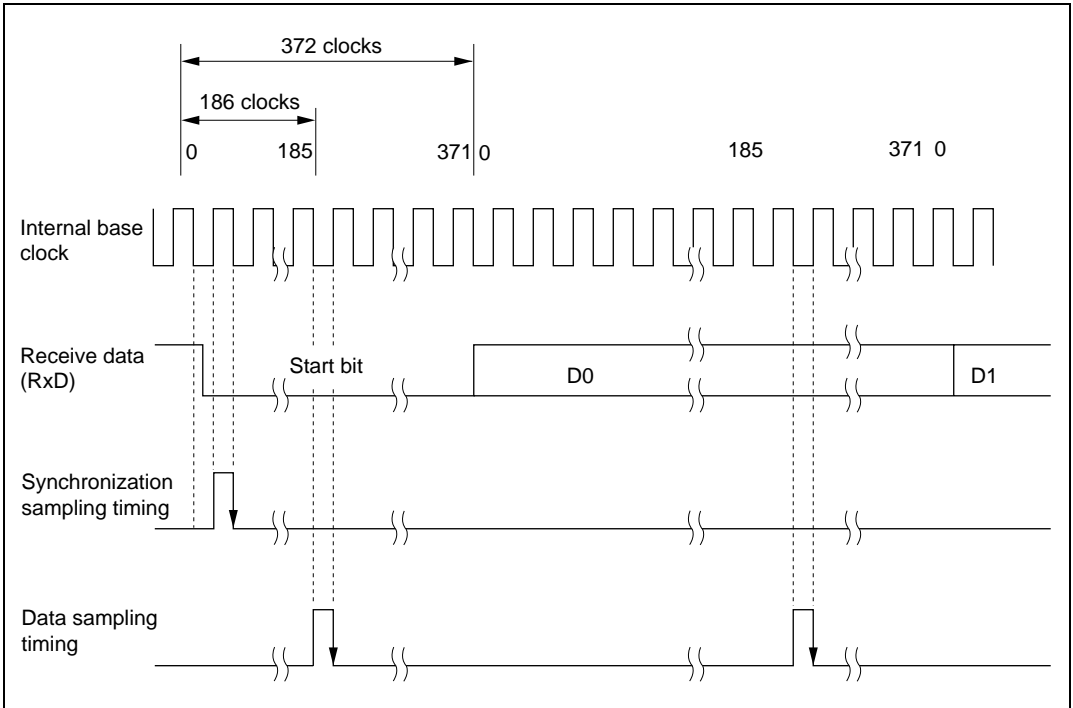 372 clocks
186 clocks
0 185 371 0 185 371 0
Internal base
clock
Receive data
(RxD)
Start bit
D0
D1
Synchronization
sampling timing
Data sampling
timing